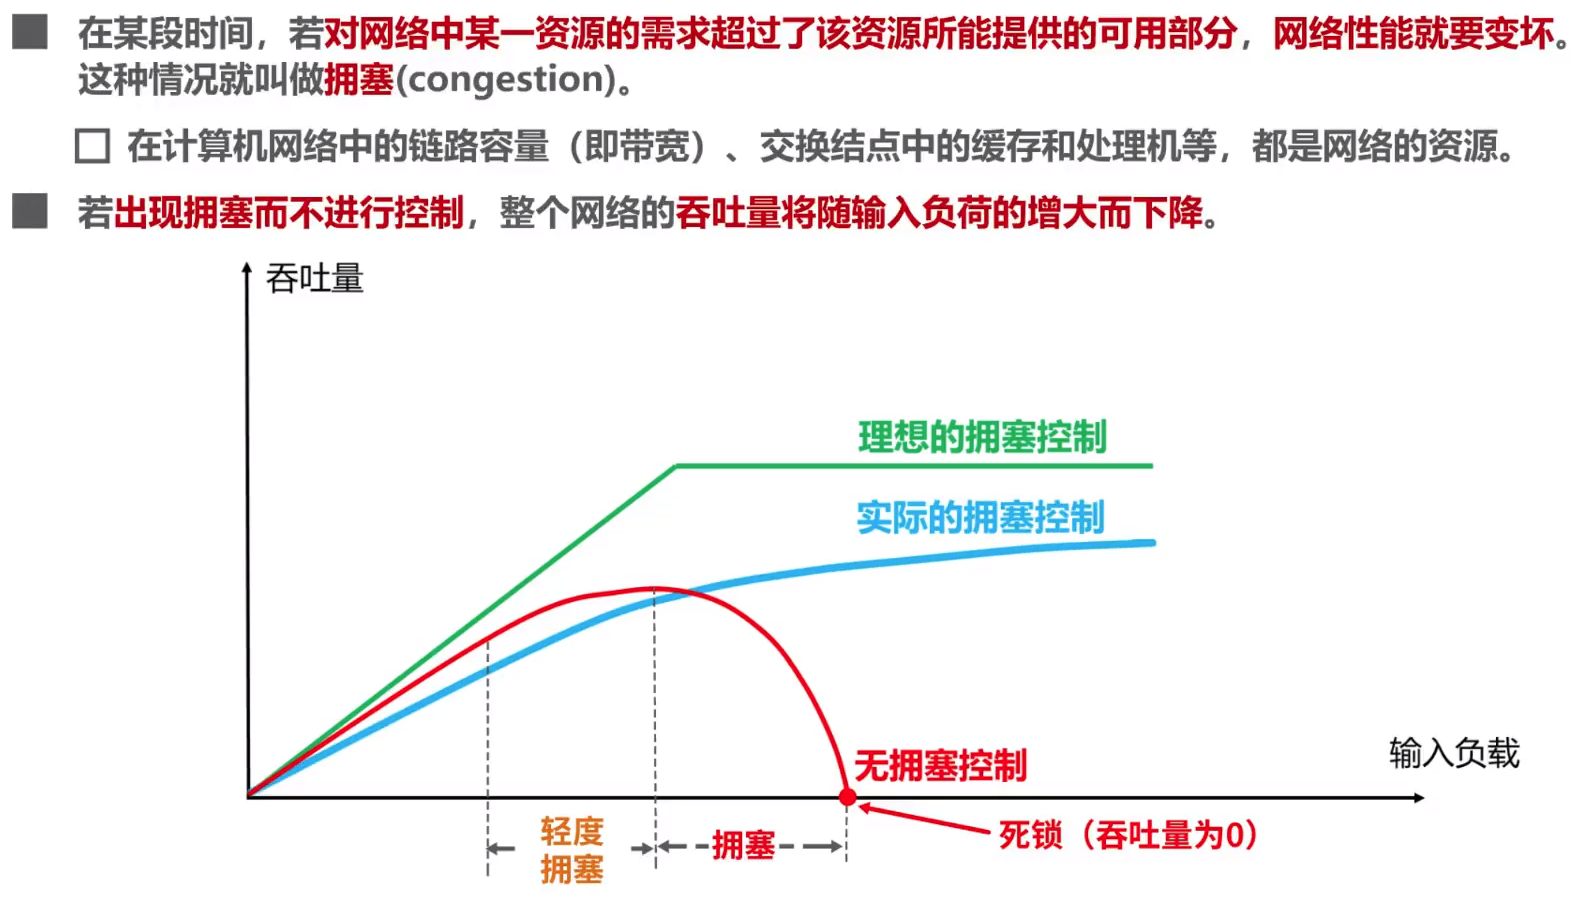 在某段时间，若对网络中某一资源的需求超过了该资源所能提供的可用部分，网络性能就要变坏。
这种情况就叫做拥塞(congestion)。
在计算机网络中的链路容量（即带宽）、交换结点中的缓存和处理机等，都是网络的资源。
若出现拥塞而不进行控制，整个网络的吞吐量将随输入负荷的增大而下降。
吞吐量
理想的拥塞控制
实际的拥塞控制
输入负载
无拥塞控制
轻度
拥塞
拥塞
死锁（吞吐量为0）